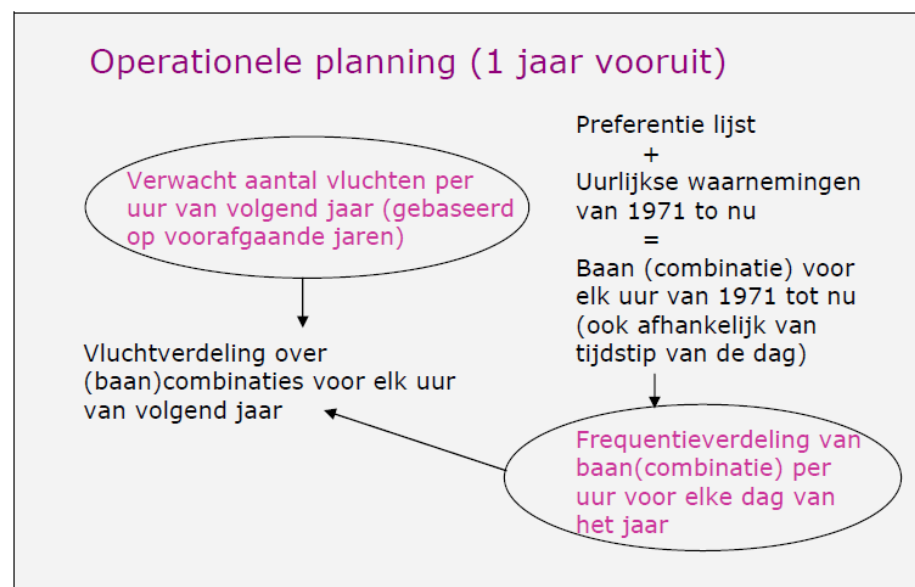 Operationele planning (1 jaar vooruit)
Verwacht aantal vluchten per
uur van volgend jaar (gebaseerd
op voorafgaande jaren)
Vluchtverdeling over
(baan)combinaties voor elk uur
van volgend jaar
Preferentie lijst
+
Uurlijkse waarnemingen
van 1971 to nu
=
Baan (combinatie) voor
elk uur van 1971 tot nu
(ook afhankelijk van
tijdstip van de dag)
Frequentieverdeling van
baan(combinatie) per
uur voor elke dag van
het jaar